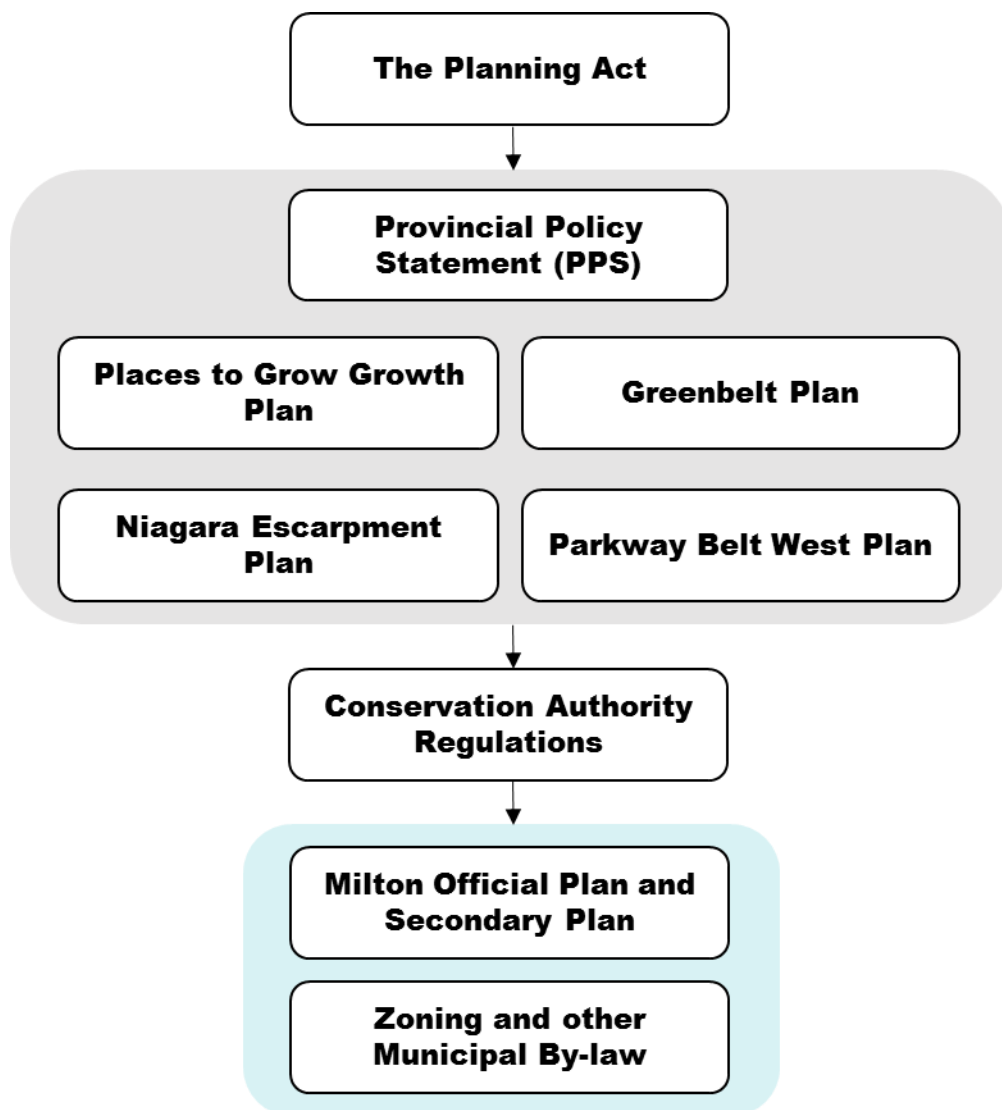 The Planning Act
Provincial Policy
Statement (PPS)
Places to Grow Growth
Plan
Greenbelt Plan
Niagara Escarpment
Plan
Parkway Belt West Plan
Conservation Authority
Regulations
Milton Official Plan and
Secondary Plan
Zoning and other
Municipal By-law